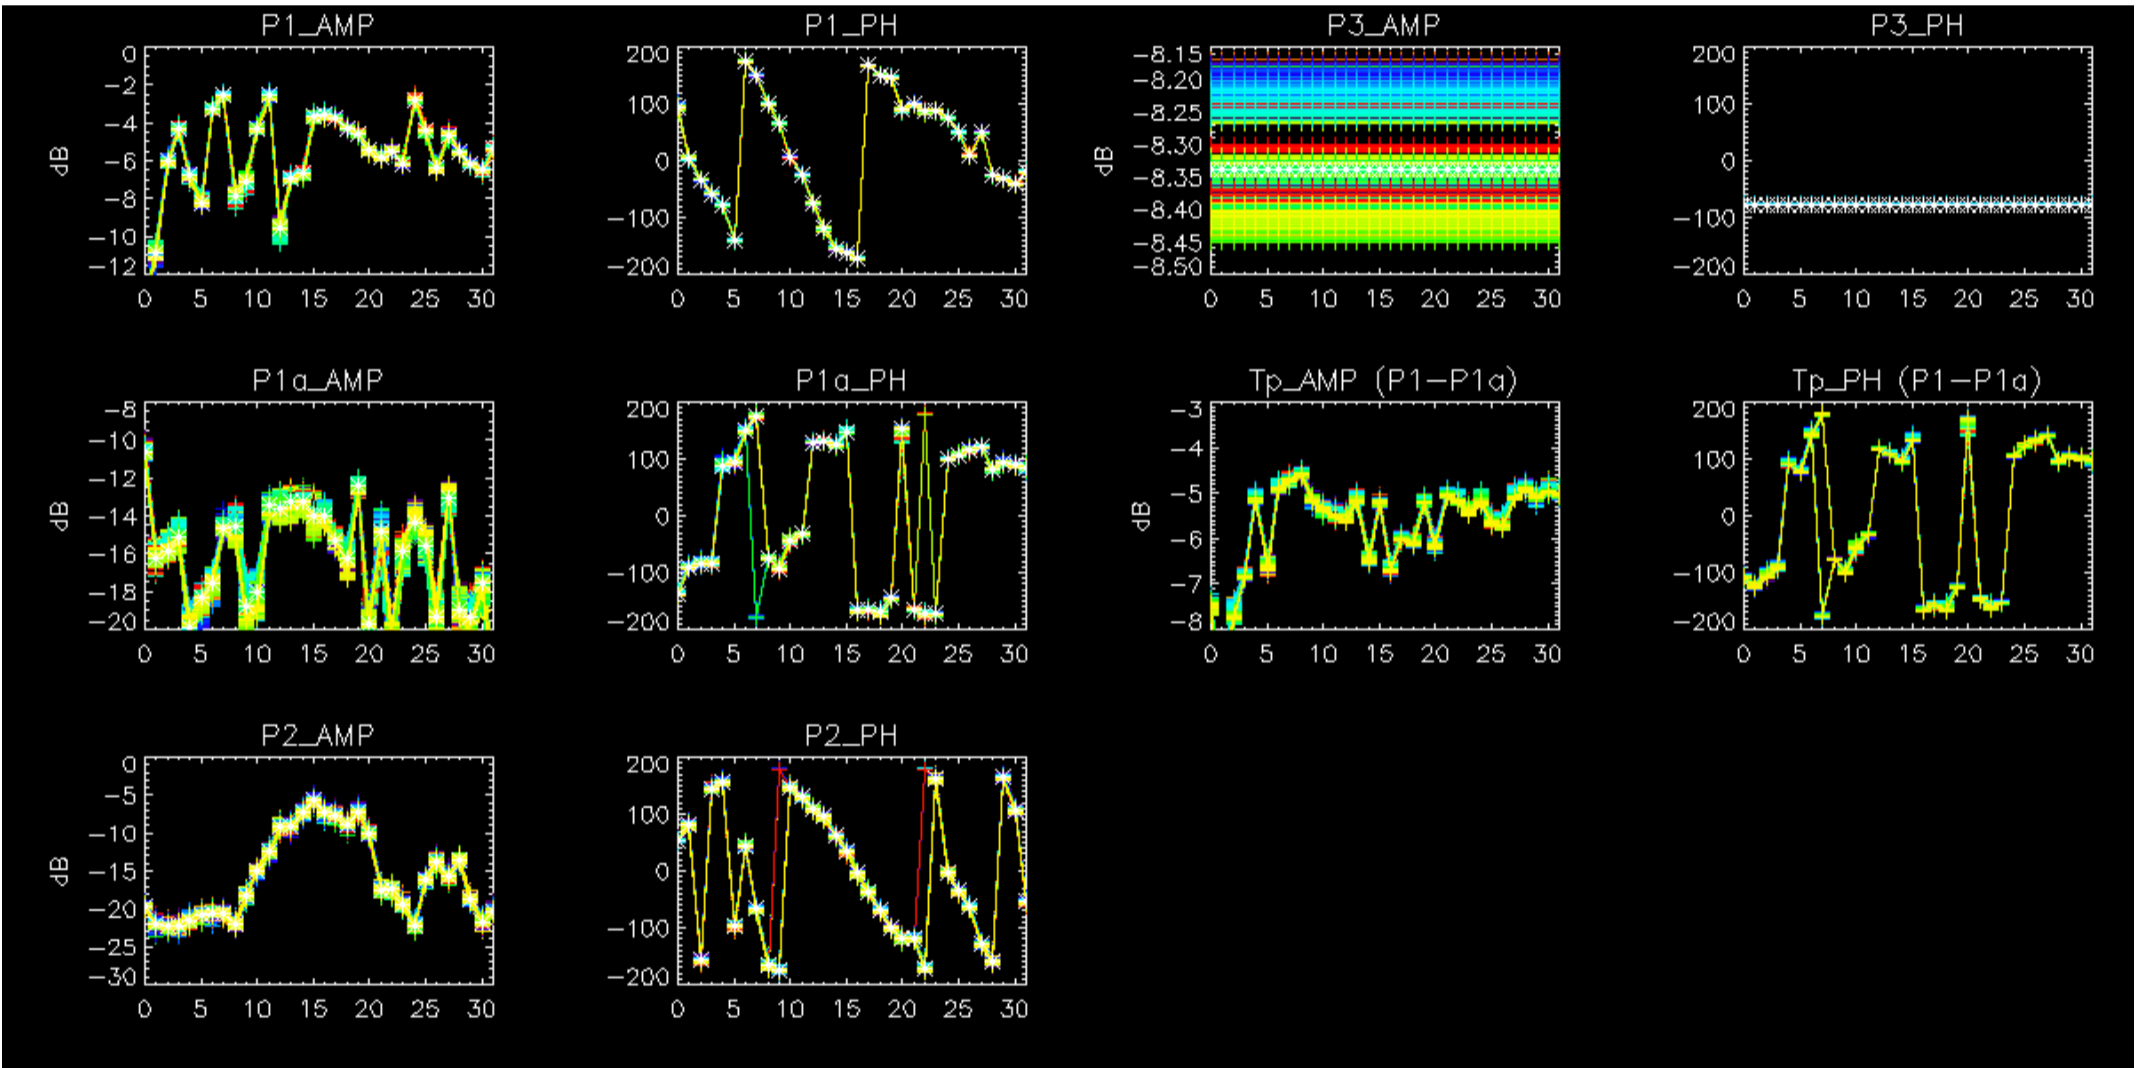 P1_AMP
P1_PH
P3_AMP
P3_PH
0
−2
−4
−6
−8
−10
−12
dB
0 5 10 15 20 25 30
200
100
0
−100
−200
0 5 10 15 20 25 30
−8.15
−8.20
−8.25
−8.30
−8.35
−8.40
−8.45
−8.50
dB
0 5 10 15 20 25 30
200
100
0
−100
−200
0 5 10 15 20 25 30
P1a_AMP
P1a_PH
Tp_AMP (P1−P1a)
Tp_PH (P1−P1a)
−8
−10
−12
−14
−16
−18
−20
dB
0 5 10 15 20 25 30
200
100
0
−100
−200
0 5 10 15 20 25 30
−3
−4
−5
−6
−7
−8
dB
0 5 10 15 20 25 30
200
100
0
−100
−200
0 5 10 15 20 25 30
P2_AMP
P2_PH
0
−5
−10
−15
−20
−25
−30
dB
0 5 10 15 20 25 30
200
100
0
−100
−200
0 5 10 15 20 25 30